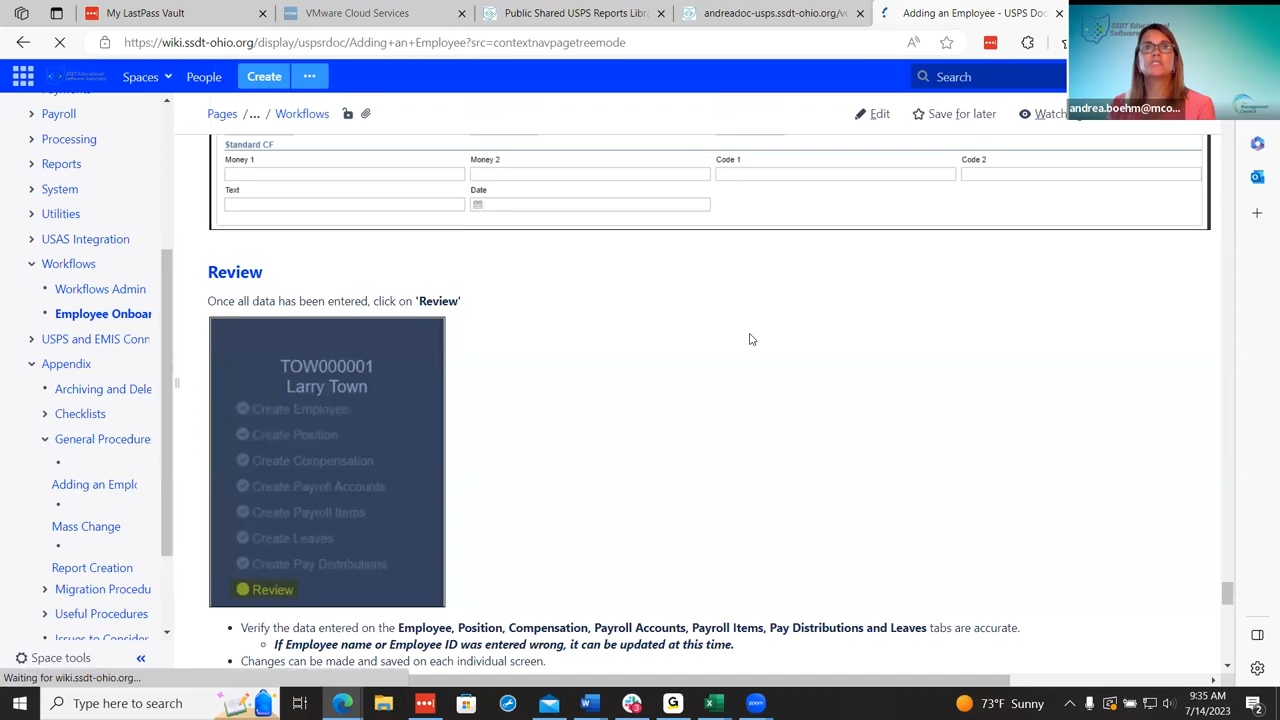 My LastPass Vault
VMware Cloud Services
Public Shared USPS Reports Libra
andreadoc-usps.ssdt-ohio.org/vu
Adding an Employee - USPS Doc
https://wiki.ssdt-ohio.org/display/uspsrdoc/Adding+an+Employee?src=contextnavpagetreemode
Spaces
People
Create
Search
SSDT Educational
andrea.boehm@mco...
Payroll
Processing
Reports
System
Utilities
USAS Integration
Workflows
Workflows Admin
Employee Onboar
USPS and EMIS Conn
Appendix
Archiving and Dele
Checklists
General Procedure
Adding an Emplo
Mass Change
Report Creation
Migration Procedu
Useful Procedures
Issues to Consider
Space tools
Waiting for wiki.ssdt-ohio.org...
Pages / ... / Workflows
Edit
Save for later
Watch
Standard CF
Money 1
Money 2
Code 1
Code 2
Text
Date
Review
Once all data has been entered, click on 'Review'
TOW000001
Larry Town
Create Employee
Create Position
Create Compensation
Create Payroll Accounts
Create Payroll Items
Create Leaves
Create Pay Distributions
Review
Verify the data entered on the Employee, Position, Compensation, Payroll Accounts, Payroll Items, Pay Distributions and Leaves tabs are accurate.
If Employee name or Employee ID was entered wrong, it can be updated at this time.
Changes can be made and saved on each individual screen.
Type here to search
73°F Sunny
9:35 AM
7/14/2023